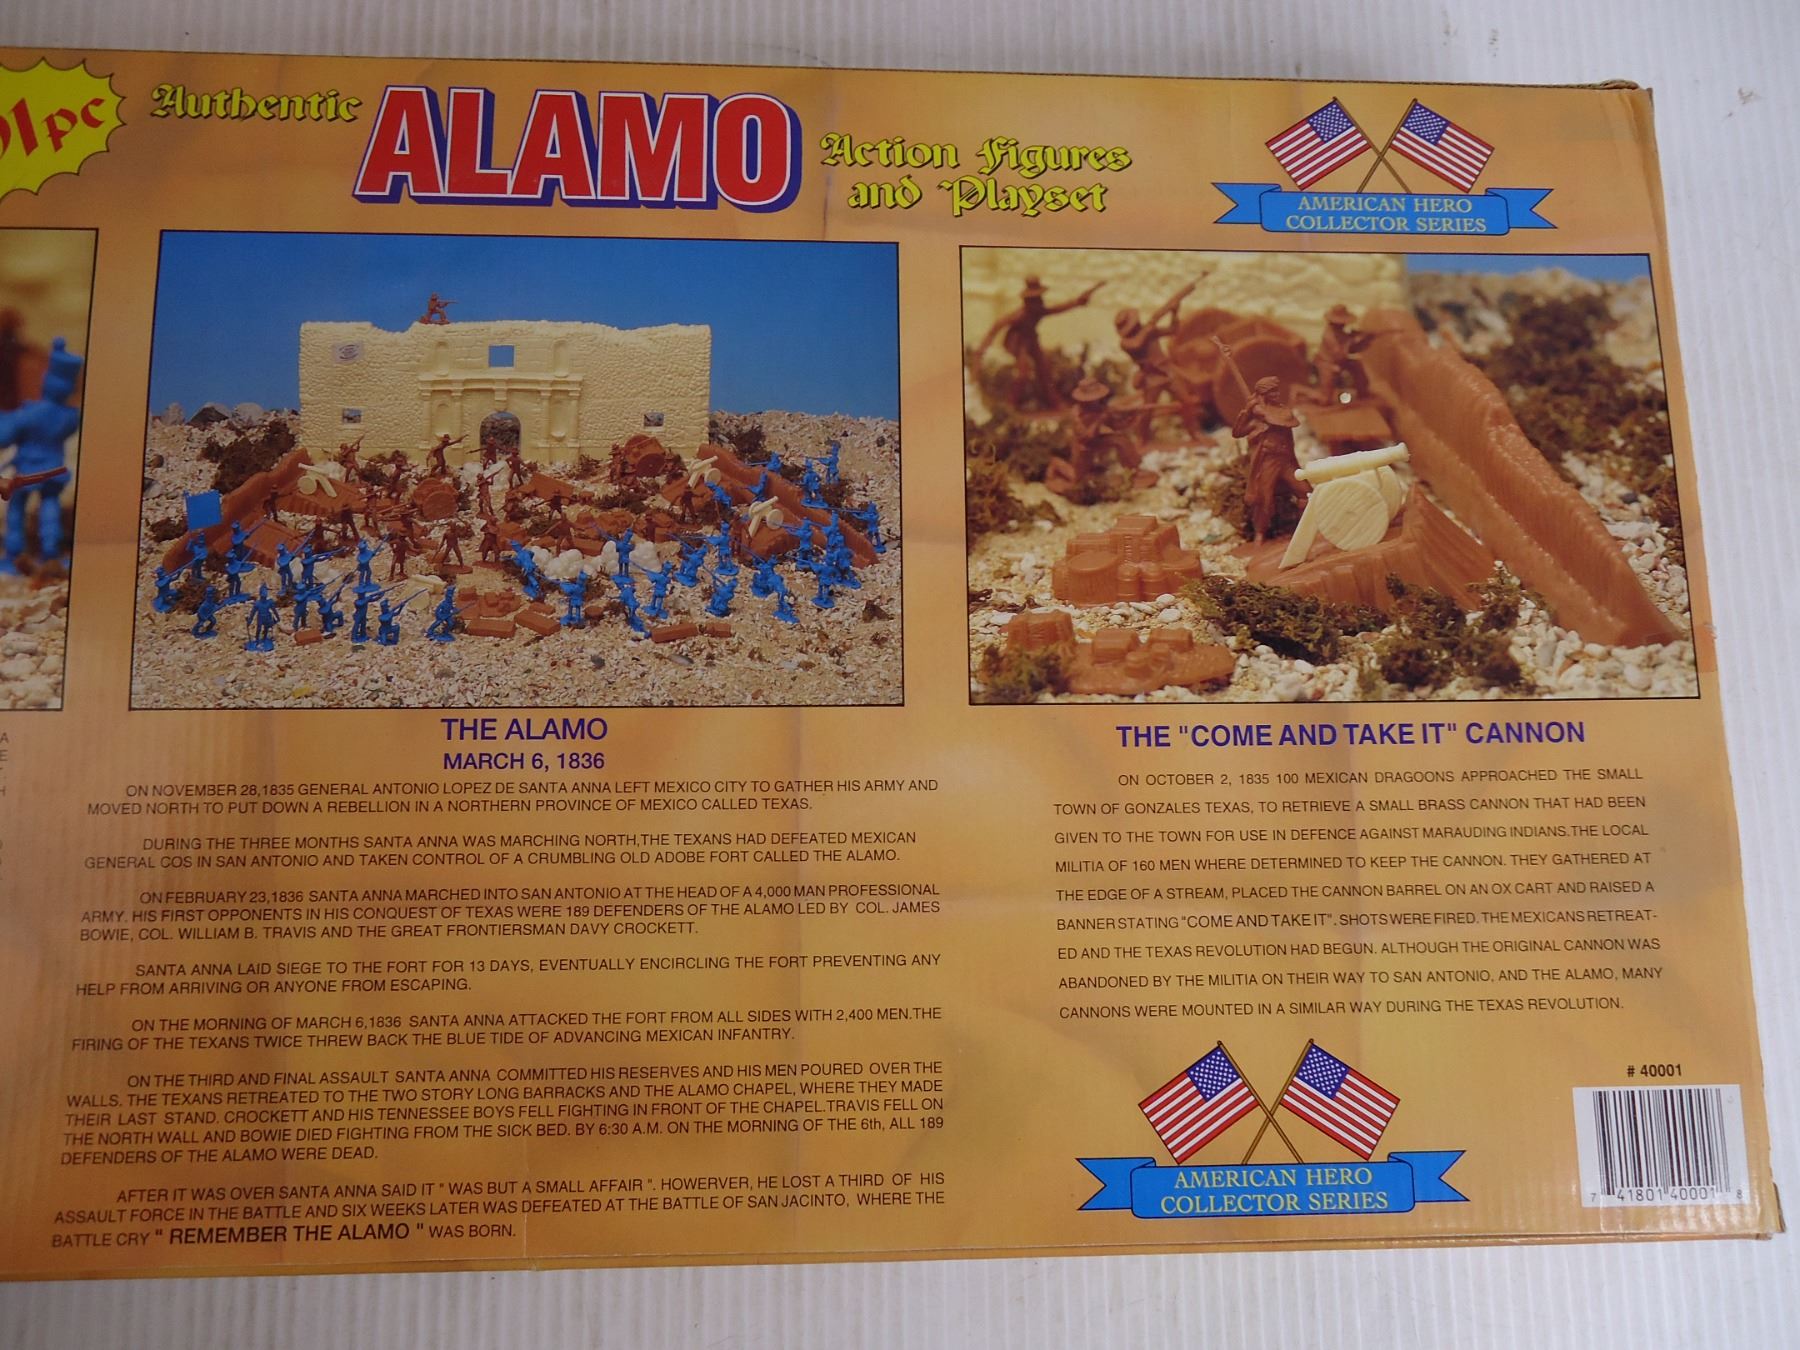 Authentic
ALAMO
Action Figures
and Playset
AMERICAN HERO
COLLECTOR SERIES
THE ALAMO
MARCH 6, 1836
ON NOVEMBER 28,1835 GENERAL ANTONIO LOPEZ DE SANTA ANNA LEFT MEXICO CITY TO GATHER HIS ARMY AND
MOVED NORTH TO PUT DOWN A REBELLION IN A NORTHERN PROVINCE OF MEXICO CALLED TEXAS.
DURING THE THREE MONTHS SANTA ANNA WAS MARCHING NORTH,THE TEXANS HAD DEFEATED MEXICAN
GENERAL COS IN SAN ANTONIO AND TAKEN CONTROL OF A CRUMBLING OLD ADOBE FORT CALLED THE ALAMO.
ON FEBRUARY 23,1836 SANTA ANNA MARCHED INTO SAN ANTONIO AT THE HEAD OF A 4,000 MAN PROFESSIONAL
ARMY. HIS FIRST OPPONENTS IN HIS CONQUEST OF TEXAS WERE 189 DEFENDERS OF THE ALAMO LED BY COL. JAMES
BOWIE, COL. WILLIAM B. TRAVIS AND THE GREAT FRONTIERSMAN DAVY CROCKETT.
SANTA ANNA LAID SIEGE TO THE FORT FOR 13 DAYS, EVENTUALLY ENCIRCLING THE FORT PREVENTING ANY
HELP FROM ARRIVING OR ANYONE FROM ESCAPING.
ON THE MORNING OF MARCH 6,1836 SANTA ANNA ATTACKED THE FORT FROM ALL SIDES WITH 2,400 MEN.THE
FIRING OF THE TEXANS TWICE THREW BACK THE BLUE TIDE OF ADVANCING MEXICAN INFANTRY.
ON THE THIRD AND FINAL ASSAULT SANTA ANNA COMMITTED HIS RESERVES AND HIS MEN POURED OVER THE
WALLS. THE TEXANS RETREATED TO THE TWO STORY LONG BARRACKS AND THE ALAMO CHAPEL, WHERE THEY MADE
THEIR LAST STAND. CROCKETT AND HIS TENNESSEE BOYS FELL FIGHTING IN FRONT OF THE CHAPEL.TRAVIS FELL ON
THE NORTH WALL AND BOWIE DIED FIGHTING FROM THE SICK BED. BY 6:30 A.M. ON THE MORNING OF THE 6th, ALL 189
DEFENDERS OF THE ALAMO WERE DEAD.
AFTER IT WAS OVER SANTA ANNA SAID IT " WAS BUT A SMALL AFFAIR ". HOWERVER, HE LOST A THIRD OF HIS
ASSAULT FORCE IN THE BATTLE AND SIX WEEKS LATER WAS DEFEATED AT THE BATTLE OF SAN JACINTO, WHERE THE
BATTLE CRY " REMEMBER THE ALAMO " WAS BORN.
THE "COME AND TAKE IT" CANNON
ON OCTOBER 2, 1835 100 MEXICAN DRAGOONS APPROACHED THE SMALL
TOWN OF GONZALES TEXAS, TO RETRIEVE A SMALL BRASS CANNON THAT HAD BEEN
GIVEN TO THE TOWN FOR USE IN DEFENCE AGAINST MARAUDING INDIANS.THE LOCAL
MILITIA OF 160 MEN WHERE DETERMINED TO KEEP THE CANNON. THEY GATHERED AT
THE EDGE OF A STREAM, PLACED THE CANNON BARREL ON AN OX CART AND RAISED A
BANNER STATING "COME AND TAKE IT". SHOTS WERE FIRED. THE MEXICANS RETREAT-
ED AND THE TEXAS REVOLUTION HAD BEGUN. ALTHOUGH THE ORIGINAL CANNON WAS
ABANDONED BY THE MILITIA ON THEIR WAY TO SAN ANTONIO, AND THE ALAMO, MANY
CANNONS WERE MOUNTED IN A SIMILAR WAY DURING THE TEXAS REVOLUTION.
AMERICAN HERO
COLLECTOR SERIES
# 40001
7 41801 40001 8